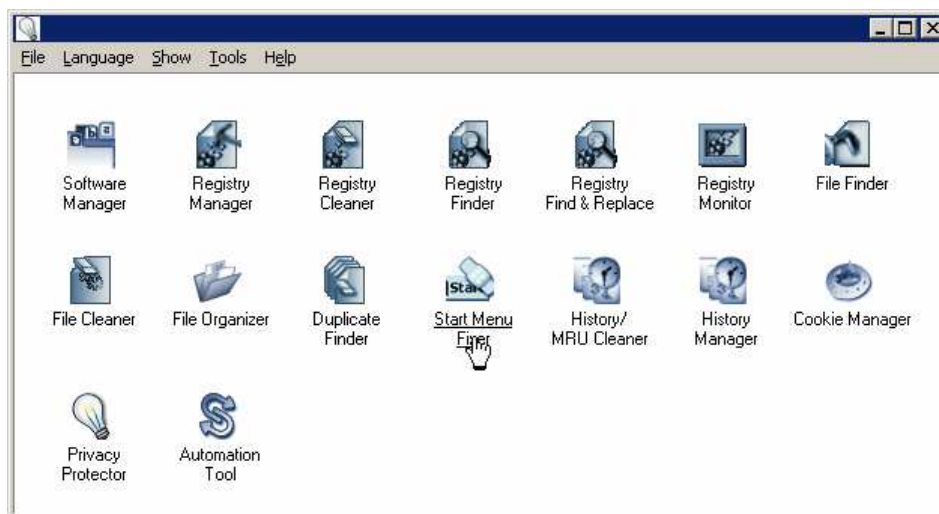 File Language Show Tools Help
Software
Manager
Registry
Manager
Registry
Cleaner
Registry
Finder
Registry
Find & Replace
Registry
Monitor
File Finder
File Cleaner
File Organizer
Duplicate
Finder
Start Menu
History/
MRU Cleaner
History
Manager
Cookie Manager
Privacy
Protector
Automation
Tool